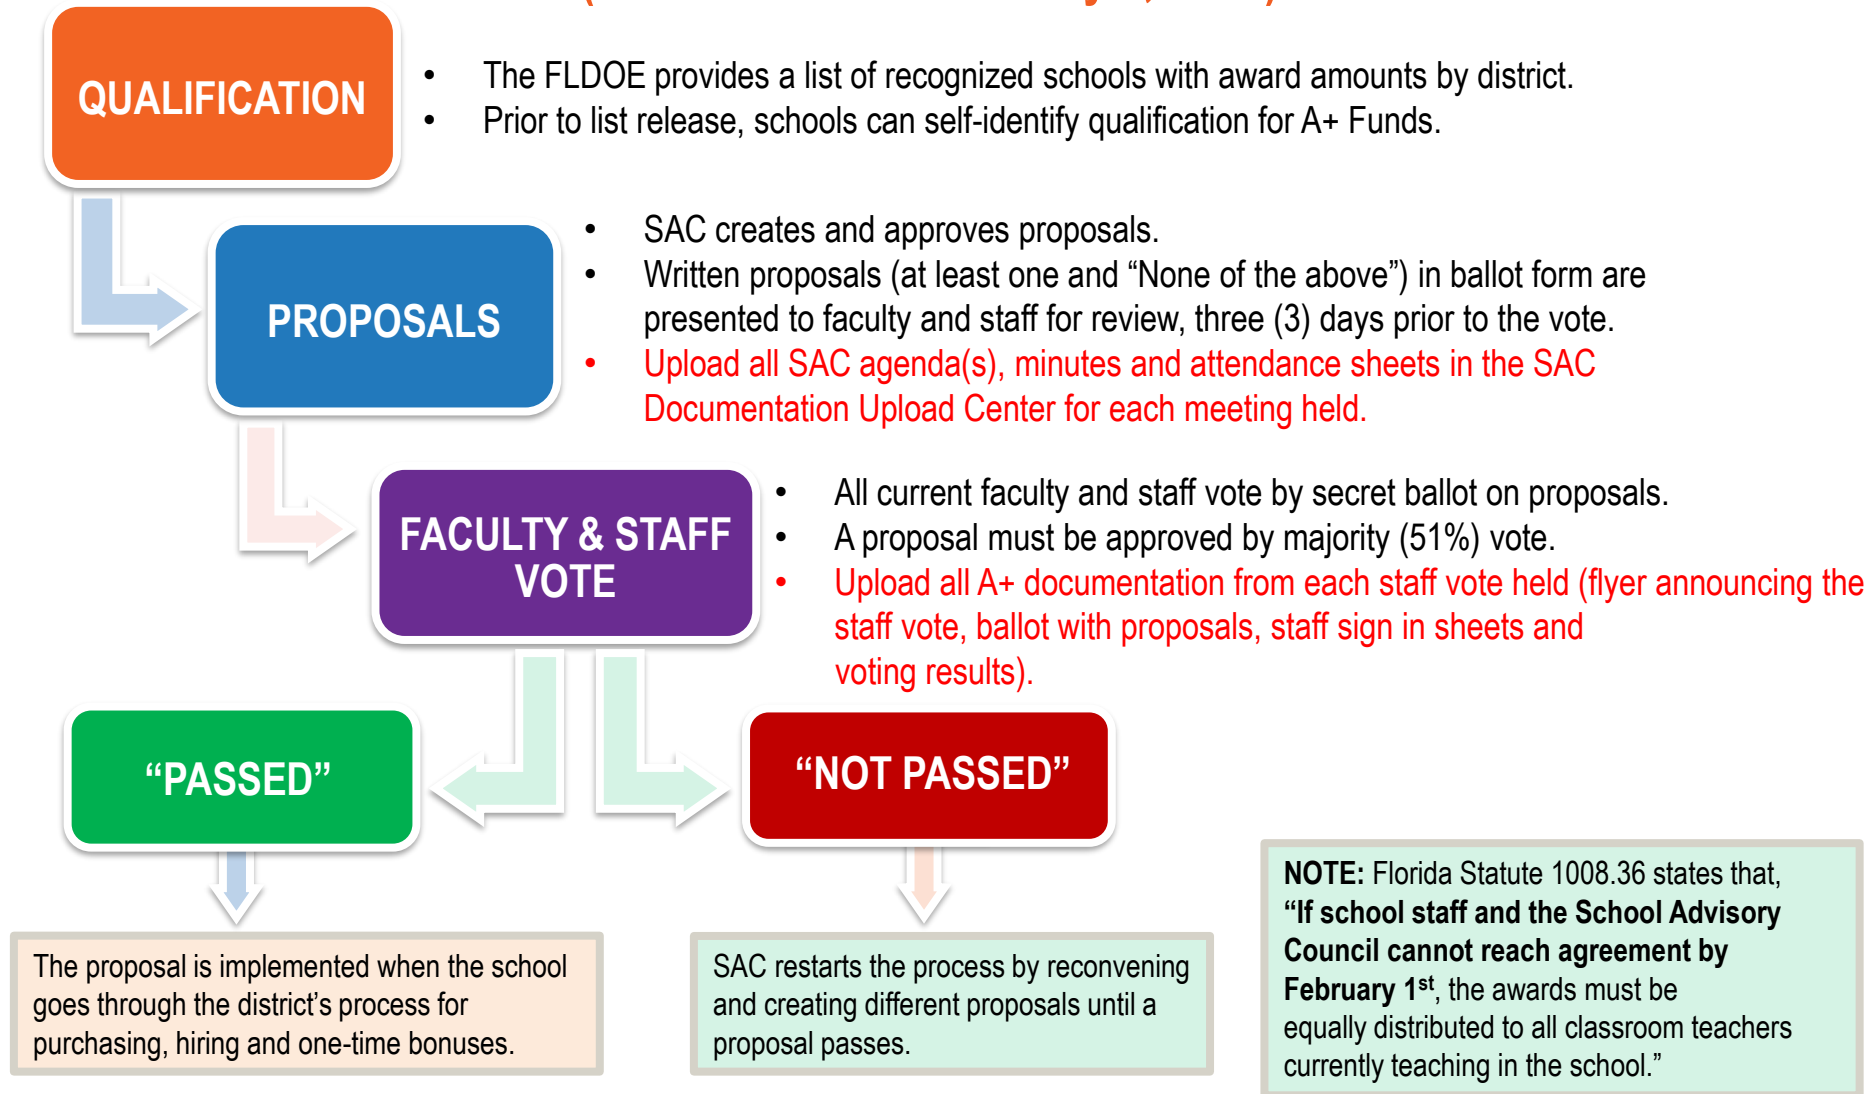 QUALIFICATION
• The FLDOE provides a list of recognized schools with award amounts by district.
• Prior to list release, schools can self-identify qualification for A+ Funds.
PROPOSALS
• SAC creates and approves proposals.
• Written proposals (at least one and “None of the above”) in ballot form are
presented to faculty and staff for review, three (3) days prior to the vote.
• Upload all SAC agenda(s), minutes and attendance sheets in the SAC
Documentation Upload Center for each meeting held.
FACULTY & STAFF
VOTE
• All current faculty and staff vote by secret ballot on proposals.
• A proposal must be approved by majority (51%) vote.
• Upload all A+ documentation from each staff vote held (flyer announcing the
staff vote, ballot with proposals, staff sign in sheets and
voting results).
“PASSED”
“NOT PASSED”
The proposal is implemented when the school
goes through the district’s process for
purchasing, hiring and one-time bonuses.
SAC restarts the process by reconvening
and creating different proposals until a
proposal passes.
NOTE: Florida Statute 1008.36 states that,
“If school staff and the School Advisory
Council cannot reach agreement by
February 1st, the awards must be
equally distributed to all classroom teachers
currently teaching in the school.”